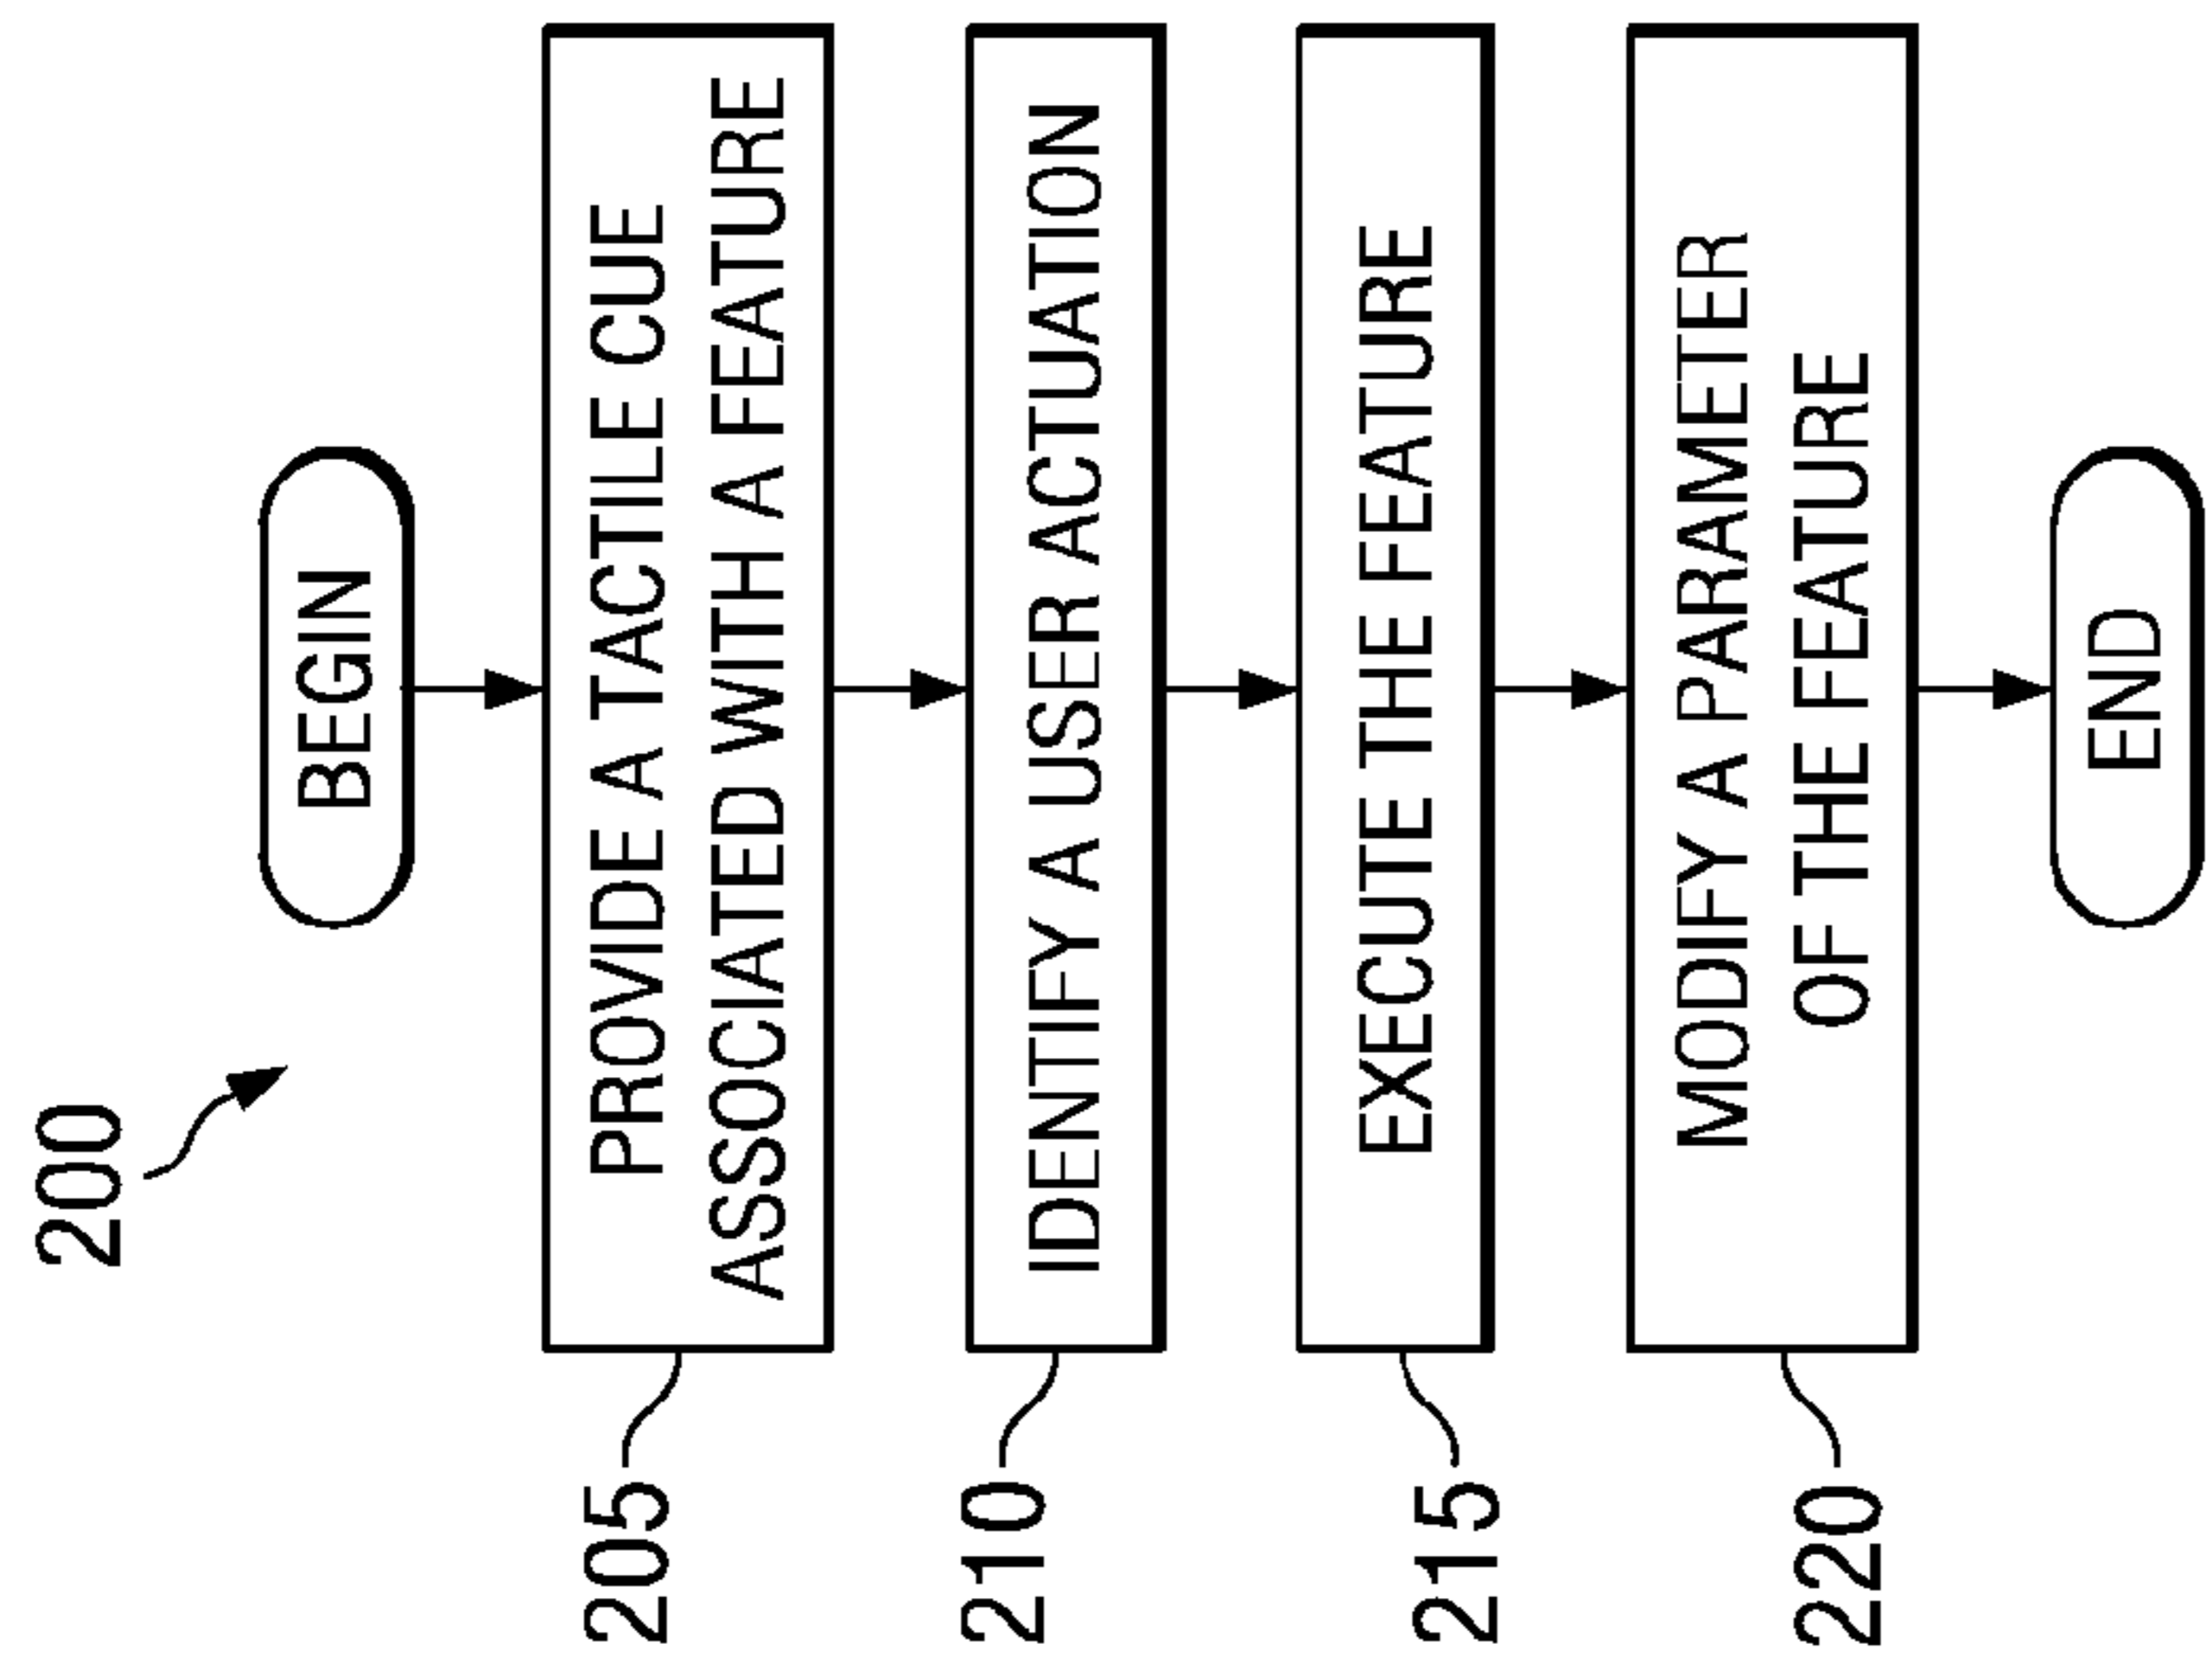 200
BEGIN
205
PROVIDE A TACTILE CUE
ASSOCIATED WITH A FEATURE
210
IDENTIFY A USER ACTUATION
215
EXECUTE THE FEATURE
220
MODIFY A PARAMETER
OF THE FEATURE
END